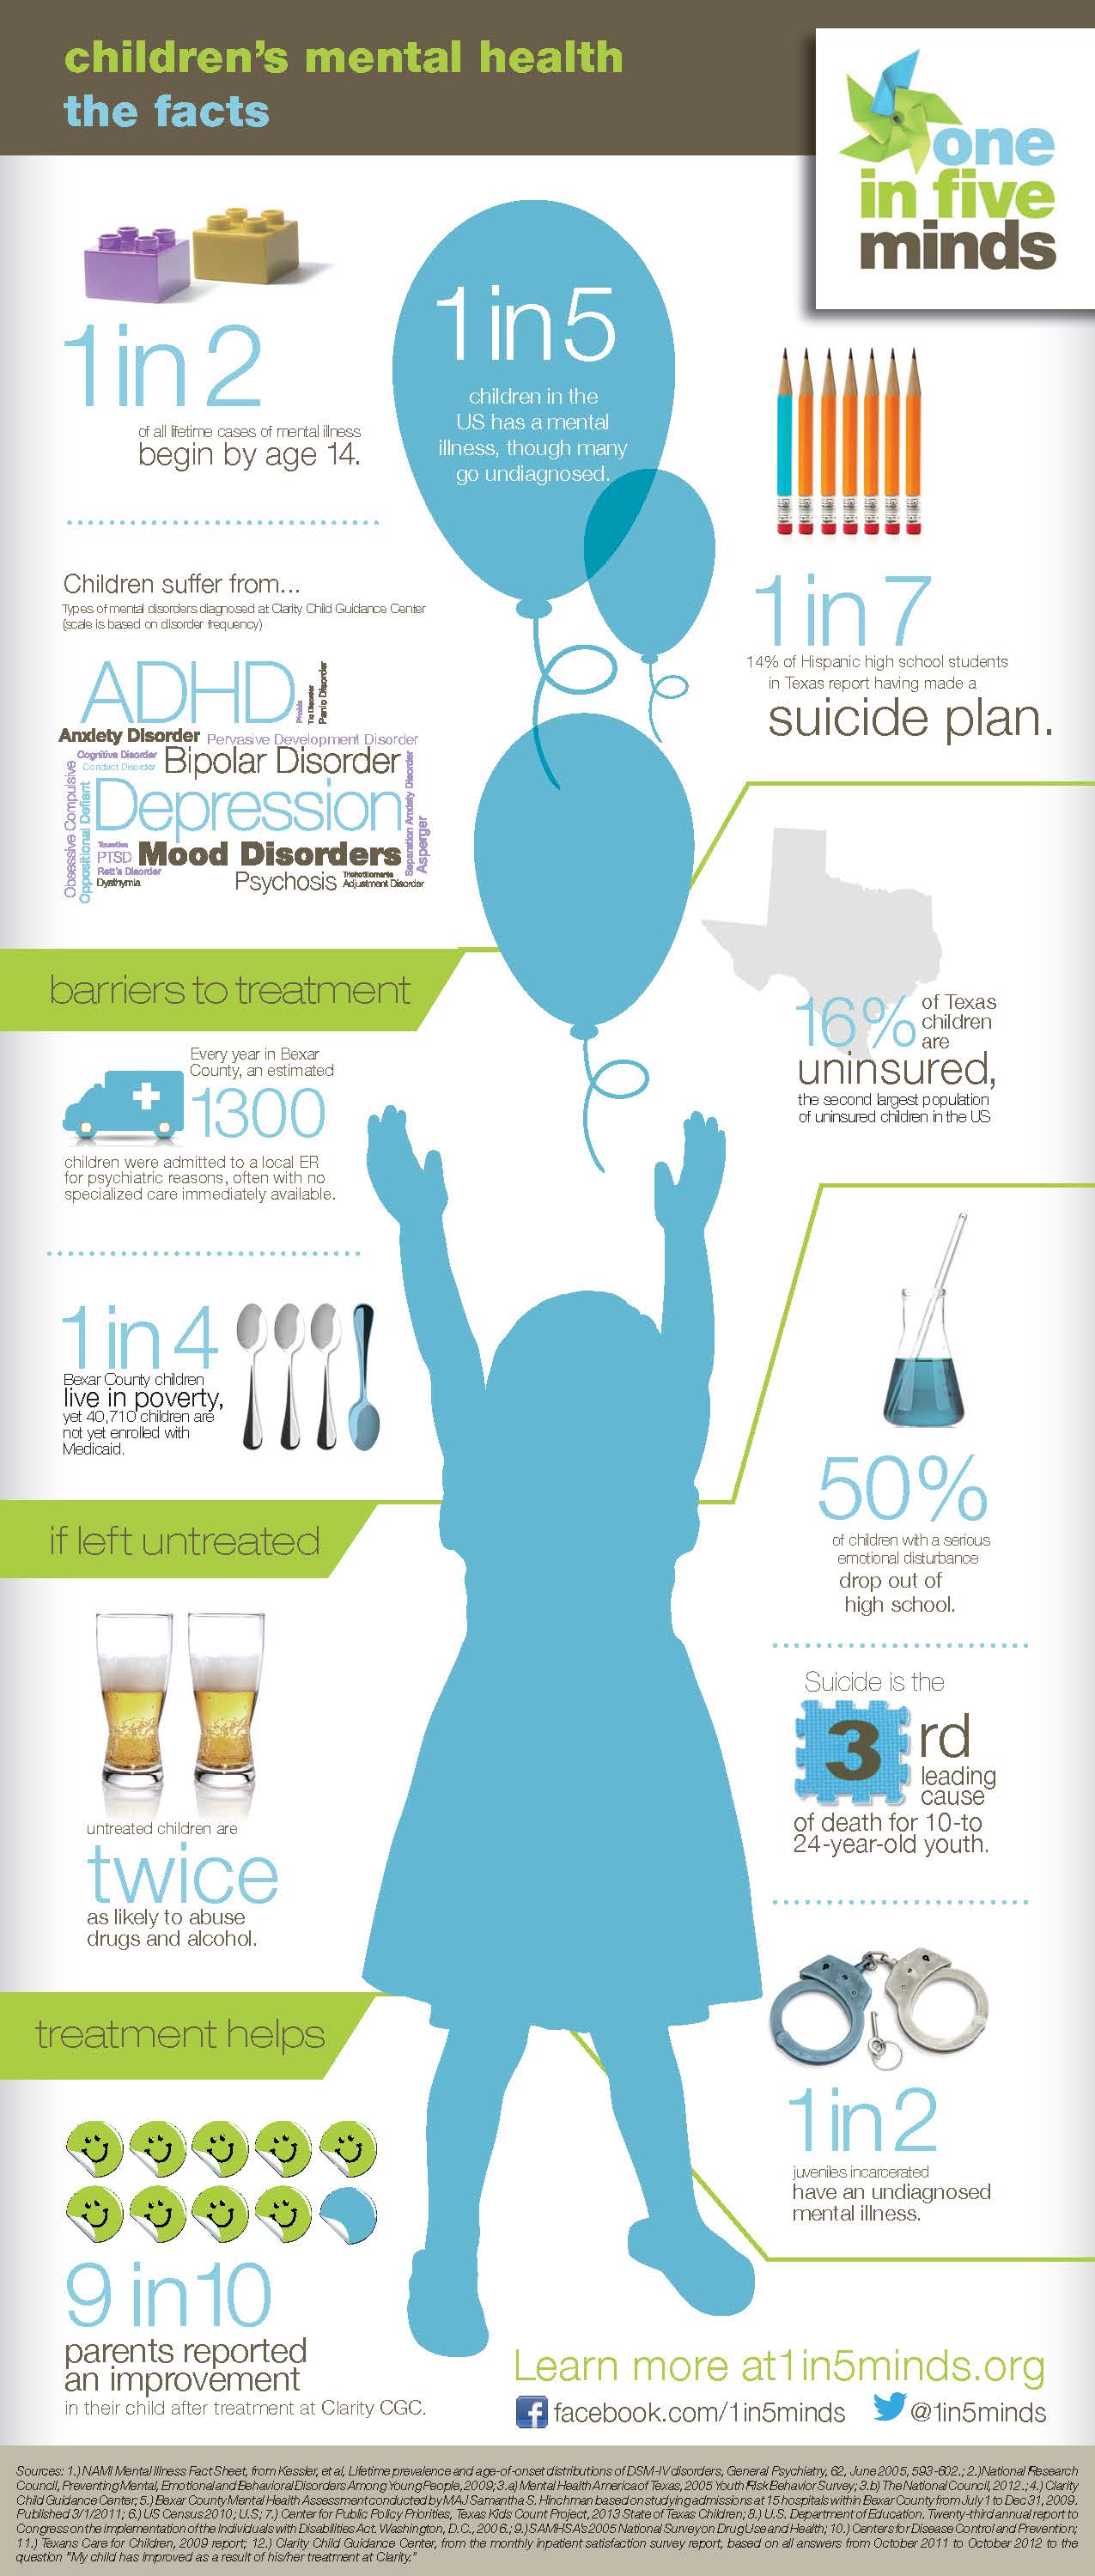 children's mental health
the facts
one
in five
minds
1 in 2
of all lifetime cases of mental illness
begin by age 14.
1 in 5
children in the
US has a mental
illness, though many
go undiagnosed.
1 in 7
14% of Hispanic high school students
in Texas report having made a
suicide plan.
Children suffer from...
Types of mental disorders diagnosed at Clarity Child Guidance Center
(scale is based on disorder frequency)
ADHD
Phobia
Tic Disorder
Panic Disorder
Anxiety Disorder
Pervasive Development Disorder
Cognitive Disorder
Conduct Disorder
Bipolar Disorder
Obsessive Compulsive
Oppositional Defiant
Depression
Separation Anxiety Disorder
Asperger
Tourettes
PTSD
Mood Disorders
Rett's Disorder
Dysthymia
Psychosis
Adjustment Disorder
16%
of Texas
children
are
uninsured,
the second largest population
of uninsured children in the US
barriers to treatment
Every year in Bexar
County, an estimated
1300
children were admitted to a local ER
for psychiatric reasons, often with no
specialized care immediately available.
1 in 4
Bexar County children
live in poverty,
yet 40,710 children are
not yet enrolled with
Medicaid.
if left untreated
50%
of children with a serious
emotional disturbance
drop out of
high school.
untreated children are
twice
as likely to abuse
drugs and alcohol.
Suicide is the
3 rd
leading
cause
of death for 10-to
24-year-old youth.
1 in 2
juveniles incarcerated
have an undiagnosed
mental illness.
treatment helps
9 in 10
parents reported
an improvement
in their child after treatment at Clarity CGC.
Learn more at 1in5minds.org
facebook.com/1in5minds
@1in5minds
Sources: 1.) NAMI Mental Illness Fact Sheet, from Kessler, et al, Lifetime prevalence and age-of-onset distributions of DSM-IV disorders, General Psychiatry, 62, June 2005, 593-602.; 2.) National Research
Council, Preventing Mental, Emotional and Behavioral Disorders Among Young People, 2009; 3.a) Mental Health America of Texas, 2005 Youth Risk Behavior Survey; 3.b) The National Council, 2012.; 4.) Clarity
Child Guidance Center; 5.) Bexar County Mental Health Assessment conducted by MAJ Samantha S. Hinchman based on studying admissions at 15 hospitals within Bexar County from July 1 to Dec 31, 2009.
Published 3/1/2011; 6.) US Census 2010; U.S; 7.) Center for Public Policy Priorities, Texas Kids Count Project, 2013 State of Texas Children; 8.) U.S. Department of Education. Twenty-third annual report to
Congress on the implementation of the Individuals with Disabilities Act. Washington, D.C., 2006.; 9.) SAMHSA's 2005 National Survey on Drug Use and Health; 10.) Centers for Disease Control and Prevention;
11.) Texans Care for Children, 2009 report; 12.) Clarity Child Guidance Center, from the monthly inpatient satisfaction survey report, based on all answers from October 2011 to October 2012 to the
question "My child has improved as a result of his/her treatment at Clarity."